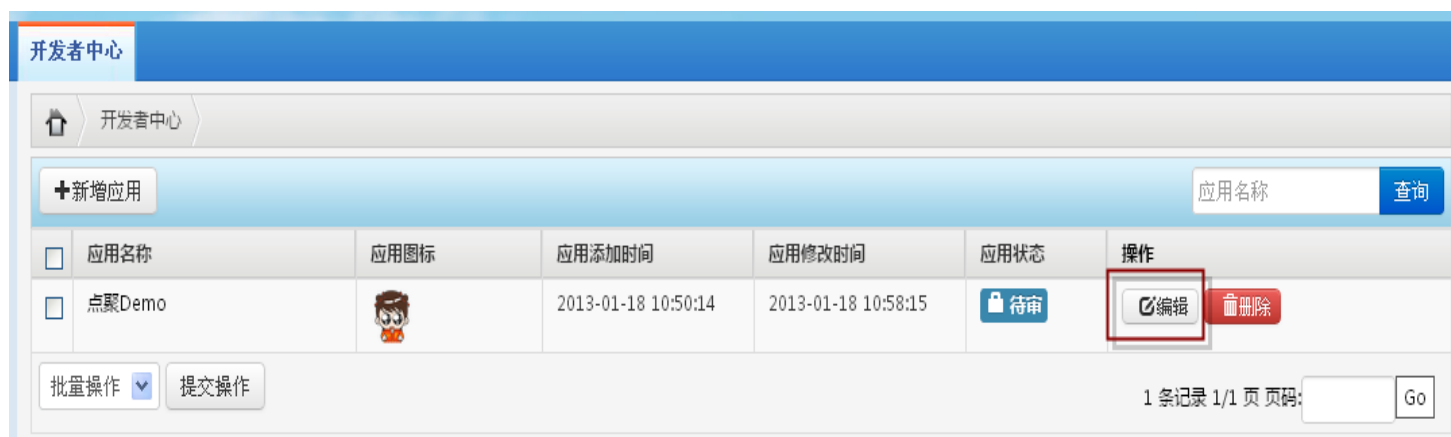 开发者中心
开发者中心
新增应用 应用名称 查询
应用名称 应用图标 应用添加时间 应用修改时间 应用状态 操作
点聚Demo 2013-01-18 10:50:14 2013-01-18 10:58:15 待审 编辑 删除
批量操作 提交操作 1 条记录 1/1 页 页码: Go